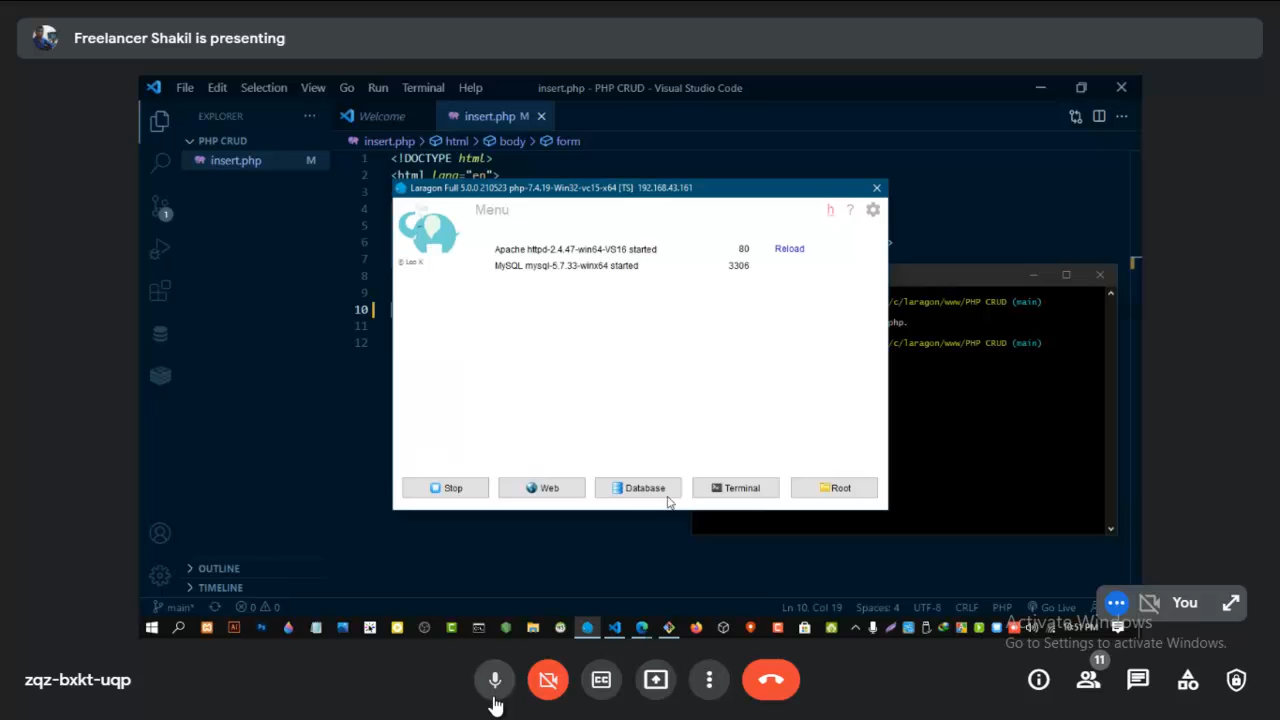 Freelancer Shakil is presenting
File Edit Selection View Go Run Terminal Help
insert.php - PHP CRUD - Visual Studio Code
EXPLORER
Welcome
insert.php M
PHP CRUD
insert.php > html > body > form
insert.php M
1 <!DOCTYPE html>
2 <html lang="en">
3
4
5
6
7
8
9
10
11
12
Laragon Full 5.0.0 210523 php-7.4.19-Win32-vc15-x64 [TS] 192.168.43.161
Menu
h ?
© Leo K
Apache httpd-2.4.47-win64-VS16 started 80 Reload
MySQL mysql-5.7.33-winx64 started 3306
Stop Web Database Terminal Root
/c/laragon/www/PHP CRUD (main)
php.
/c/laragon/www/PHP CRUD (main)
1
OUTLINE
TIMELINE
main* 0 0
Ln 10, Col 19 Spaces: 4 UTF-8 CRLF PHP Go Live
You
Activate Windows
Go to Settings to activate Windows.
zqz-bxkt-uqp
11